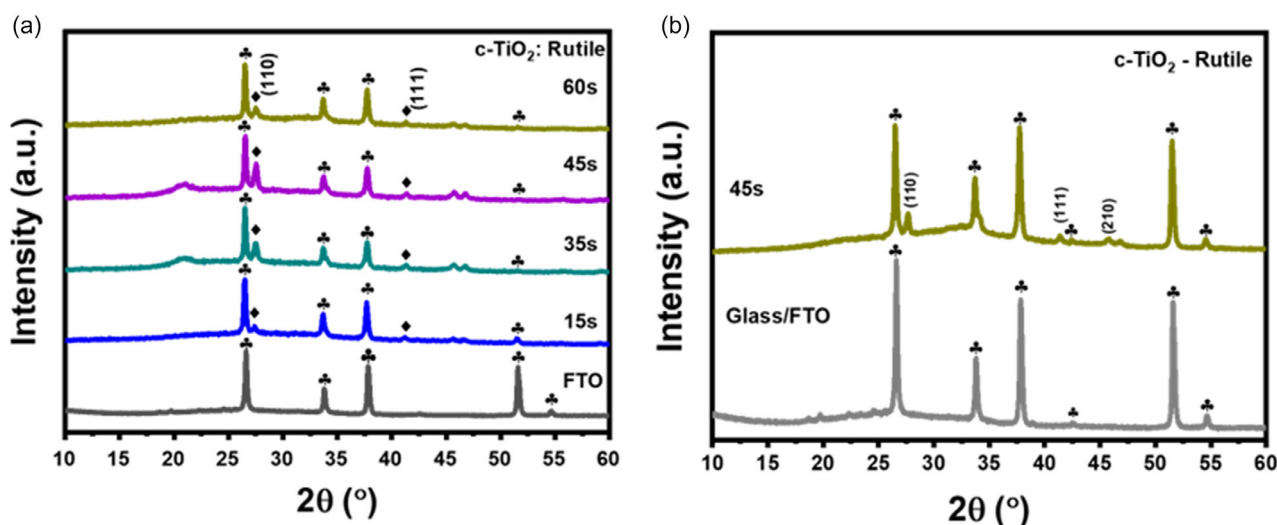 (a)
c-TiO₂: Rutile
♣
♦
(110)
♣
♣
♦
(111)
♣
60s
♣
♦
♣
♣
♦
♣
45s
♣
♦
♣
♣
♦
♣
35s
♣
♦
♣
♣
♦
♣
15s
♣
♣
♣
♣
♣
FTO
Intensity (a.u.)
10 15 20 25 30 35 40 45 50 55 60
2θ (°)
(b)
c-TiO₂ - Rutile
45s
♣
(110)
♣
♣
(111)
♣
(210)
♣
♣
Glass/FTO
♣
♣
♣
♣
♣
♣
Intensity (a.u.)
10 15 20 25 30 35 40 45 50 55 60
2θ (°)